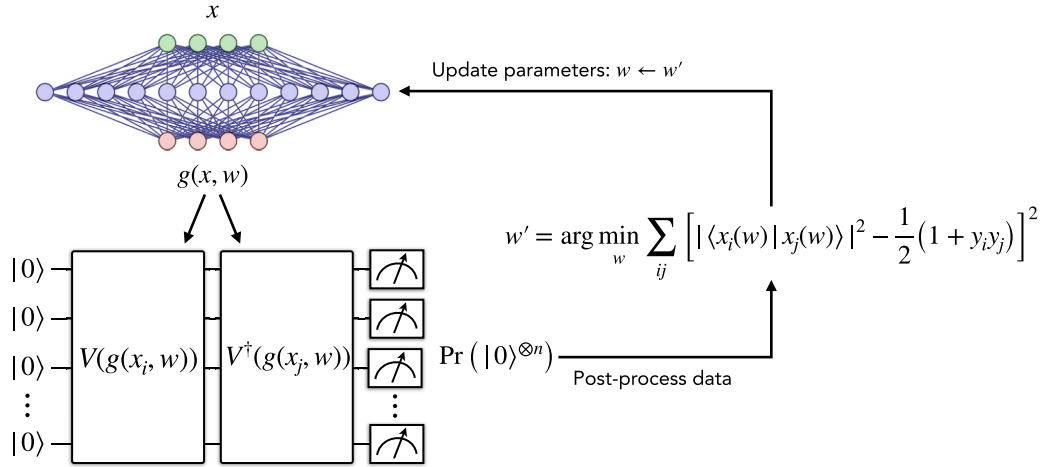 x
Update parameters: w ← w′
g(x, w)
w′ = arg min_w ∑_{ij} [ | ⟨x_i(w) | x_j(w)⟩ |^2 − 1/2 (1 + y_i y_j) ]^2
|0⟩
|0⟩
|0⟩
⋮
|0⟩
V(g(x_i, w))
V^†(g(x_j, w))
⋮
Pr ( |0⟩^{⊗n} )
Post-process data